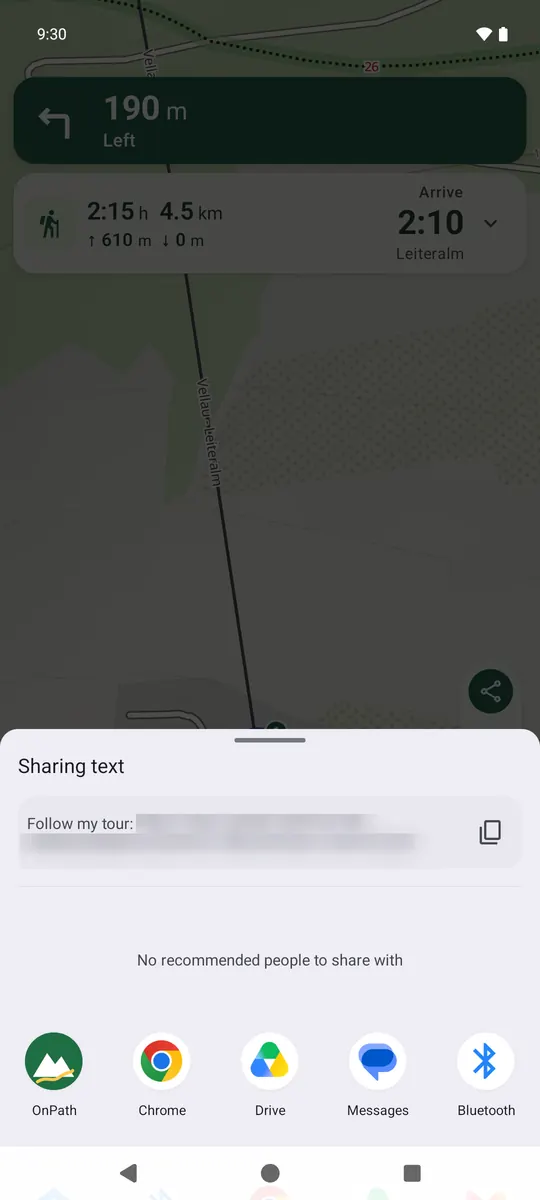 9:30
Vella
26
190 m
Left
2:15 h 4.5 km
↑ 610 m ↓ 0 m
Arrive
2:10
Leiteralm
Vellau-Leiteralm
Sharing text
Follow my tour:
No recommended people to share with
OnPath
Chrome
Drive
Messages
Bluetooth